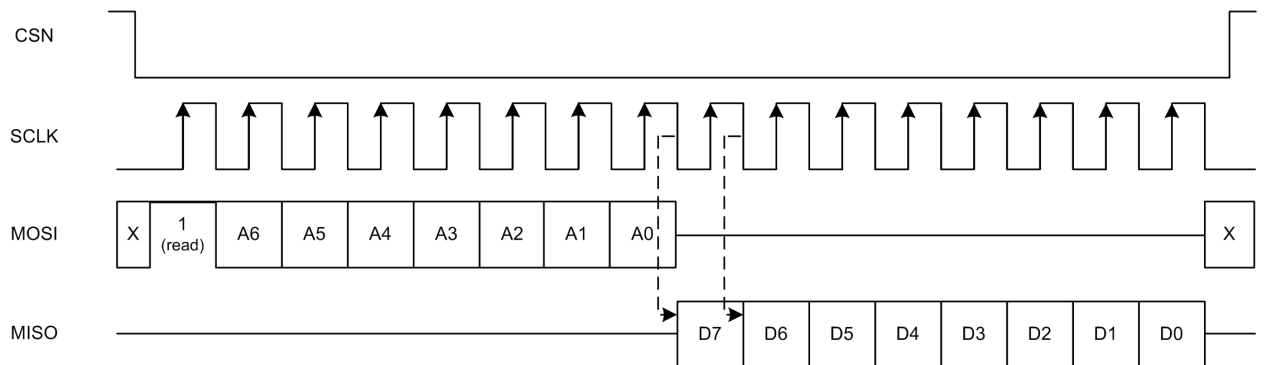 CSN
SCLK
MOSI X 1 (read) A6 A5 A4 A3 A2 A1 A0 X
MISO D7 D6 D5 D4 D3 D2 D1 D0